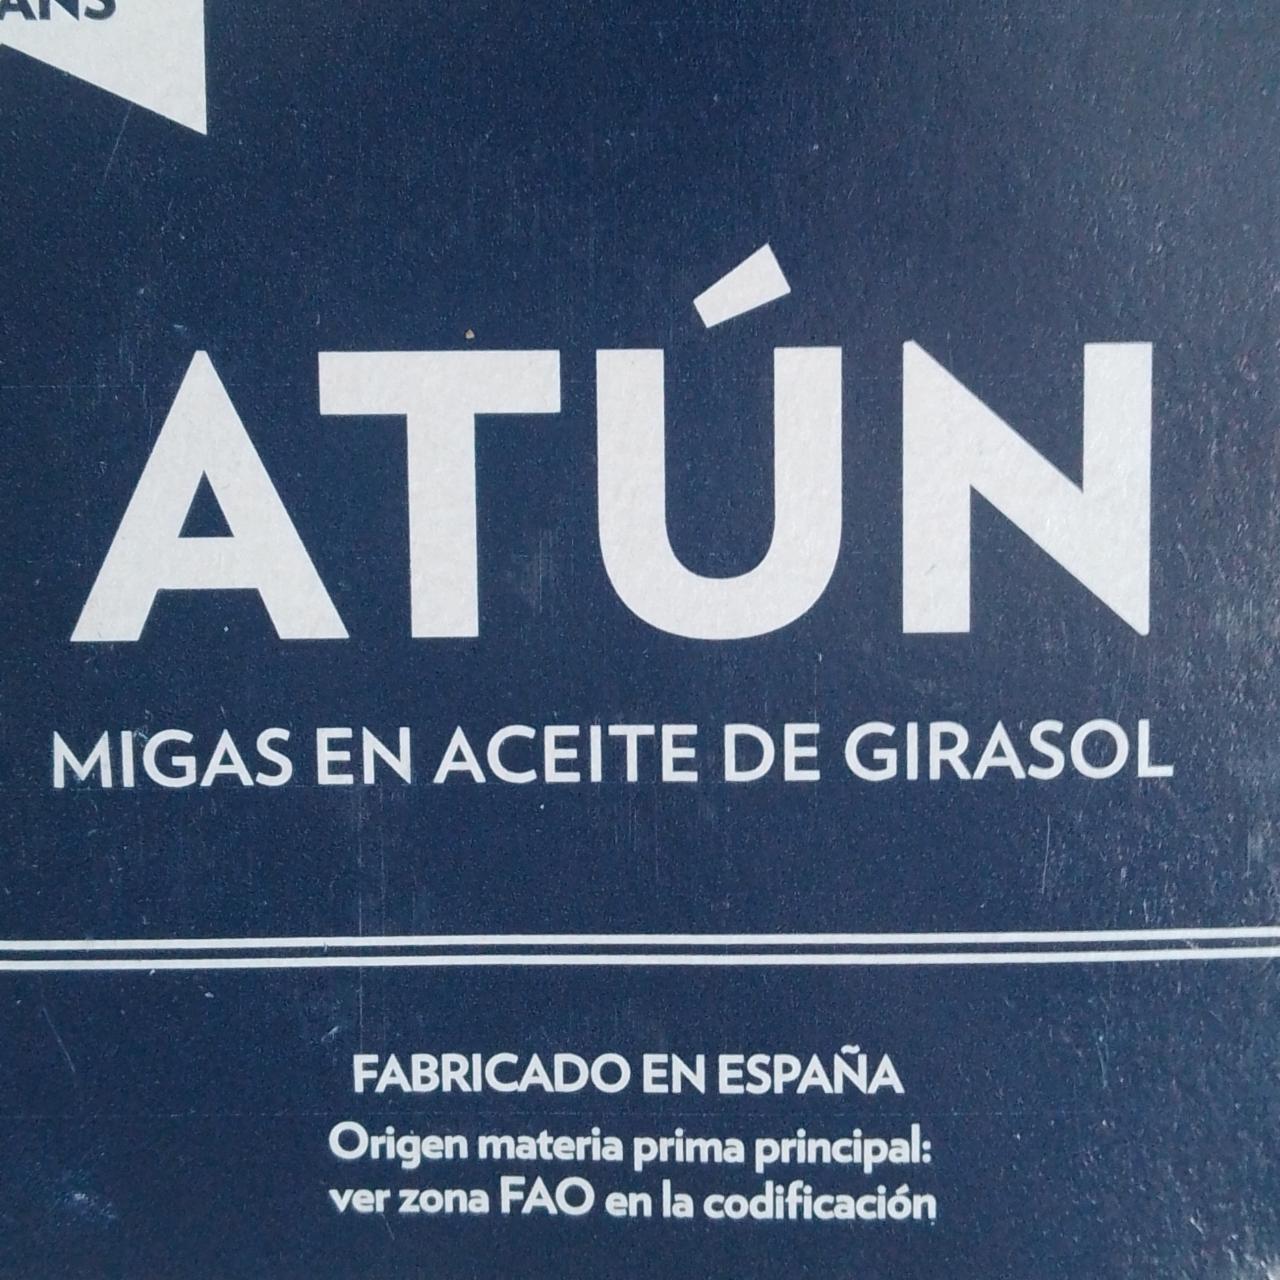 ATÚN
MIGAS EN ACEITE DE GIRASOL
FABRICADO EN ESPAÑA
Origen materia prima principal:
ver zona FAO en la codificación